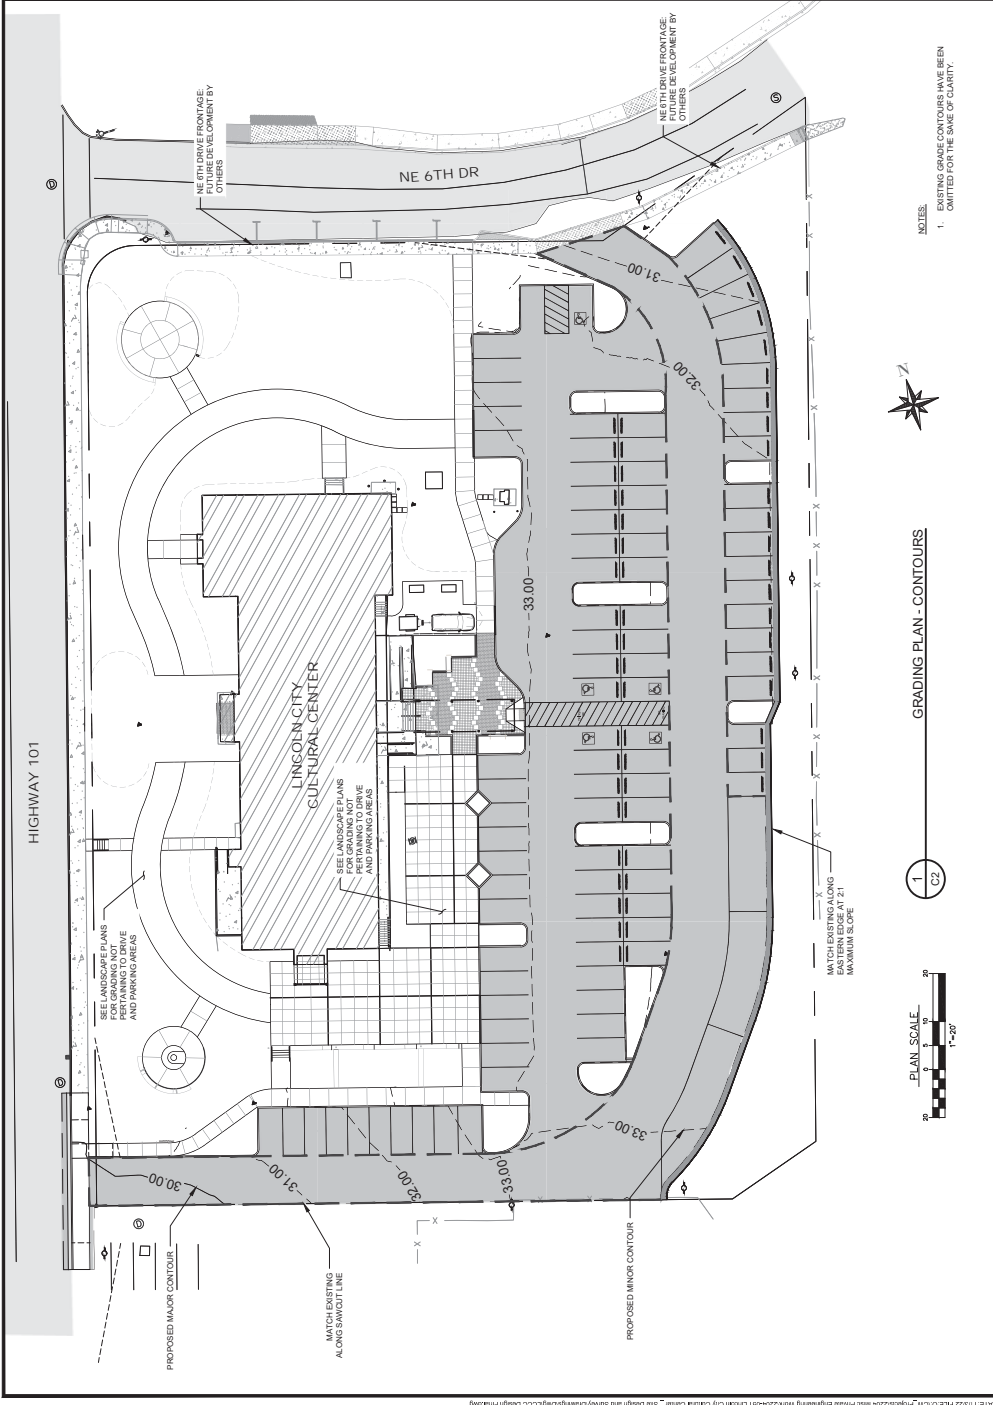 HIGHWAY 101
NE 6TH DR
NE 6TH DRIVE FRONTAGE:
FUTURE DEVELOPMENT BY
OTHERS
NE 6TH DRIVE FRONTAGE:
FUTURE DEVELOPMENT BY
OTHERS
NOTES:
1. EXISTING GRADE CONTOURS HAVE BEEN
OMITTED FOR THE SAKE OF CLARITY.
N
31.00
32.00
33.00
LINCOLN CITY
CULTURAL CENTER
SEE LANDSCAPE PLANS
FOR GRADING NOT
PERTAINING TO DRIVE
AND PARKING AREAS
SEE LANDSCAPE PLANS
FOR GRADING NOT
PERTAINING TO DRIVE
AND PARKING AREAS
30.00
31.00
32.00
33.00
33.00
PROPOSED MAJOR CONTOUR
MATCH EXISTING
ALONG SAWCUT LINE
PROPOSED MINOR CONTOUR
MATCH EXISTING ALONG
EASTERN EDGE AT 2:1
MAXIMUM SLOPE
1
C2
GRADING PLAN - CONTOURS
PLAN SCALE
20 0 5 10 20
1"=20'